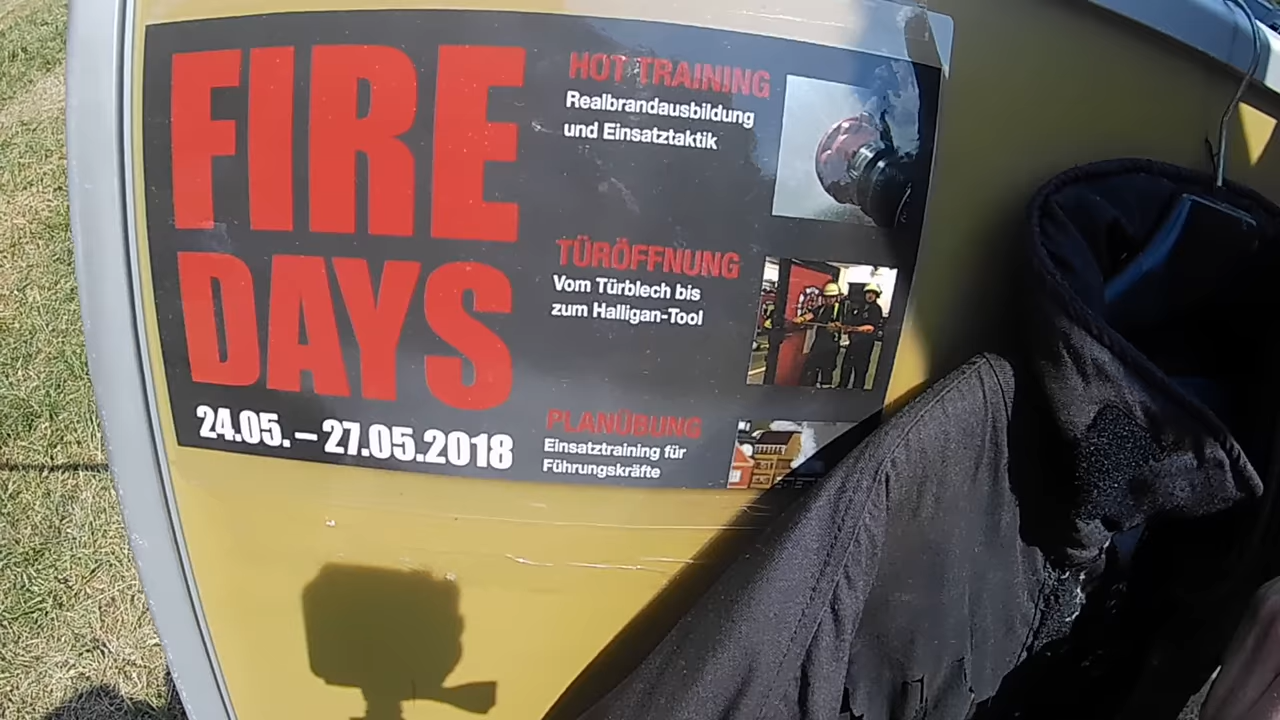 FIRE
DAYS
24.05. – 27.05.2018
HOT TRAINING
Realbrandausbildung
und Einsatztaktik
TÜRÖFFNUNG
Vom Türblech bis
zum Halligan-Tool
PLANÜBUNG
Einsatztraining für
Führungskräfte